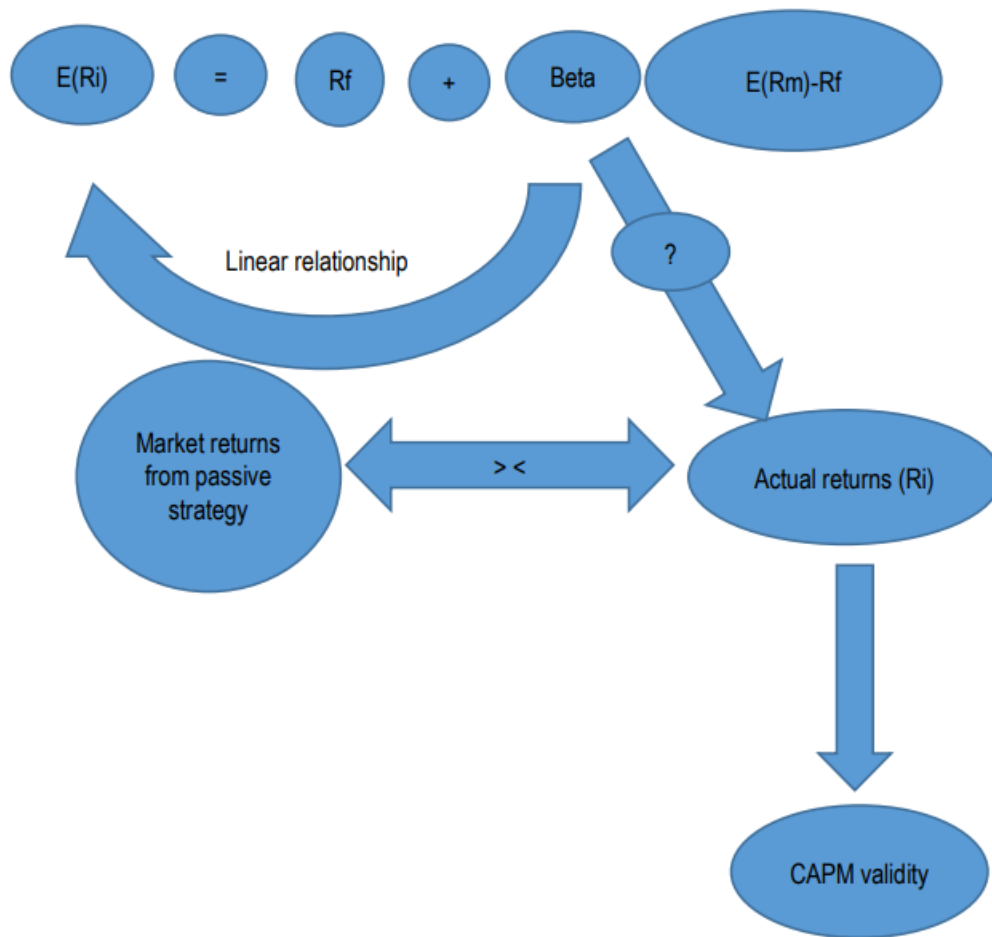 E(Ri) = Rf + Beta E(Rm)-Rf
?
Linear relationship
Market returns
from passive
strategy
> <
Actual returns (Ri)
CAPM validity